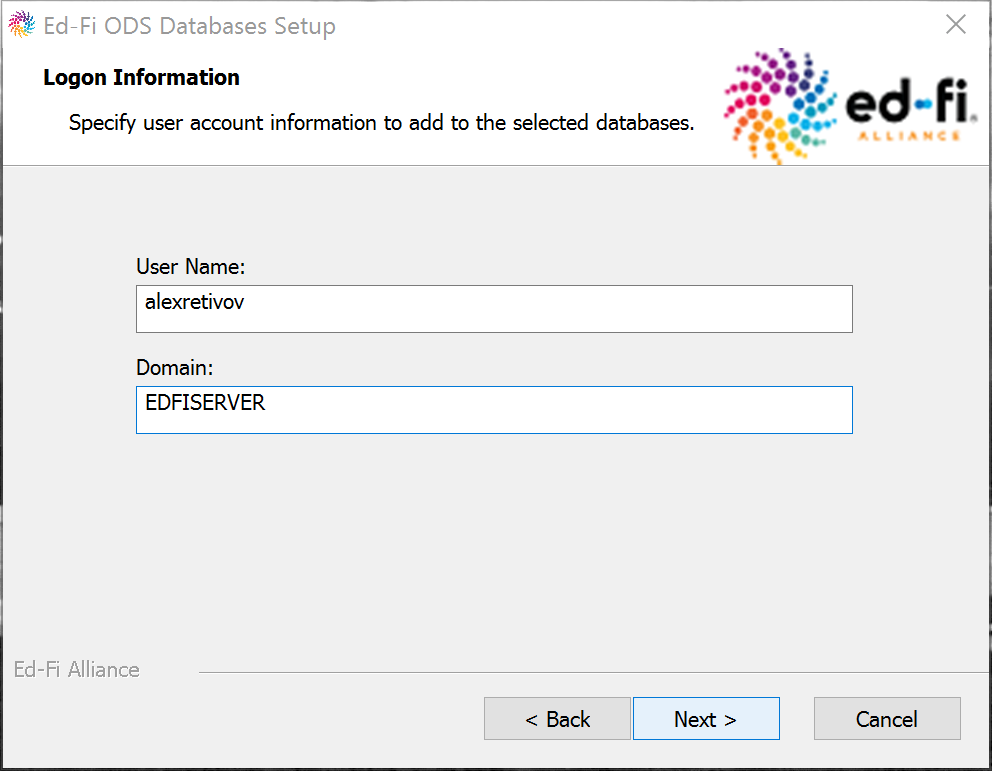 Ed-Fi ODS Databases Setup
Logon Information
Specify user account information to add to the selected databases.
ed-fi®
ALLIANCE
User Name:
alexretivov
Domain:
EDFISERVER
Ed-Fi Alliance
< Back
Next >
Cancel